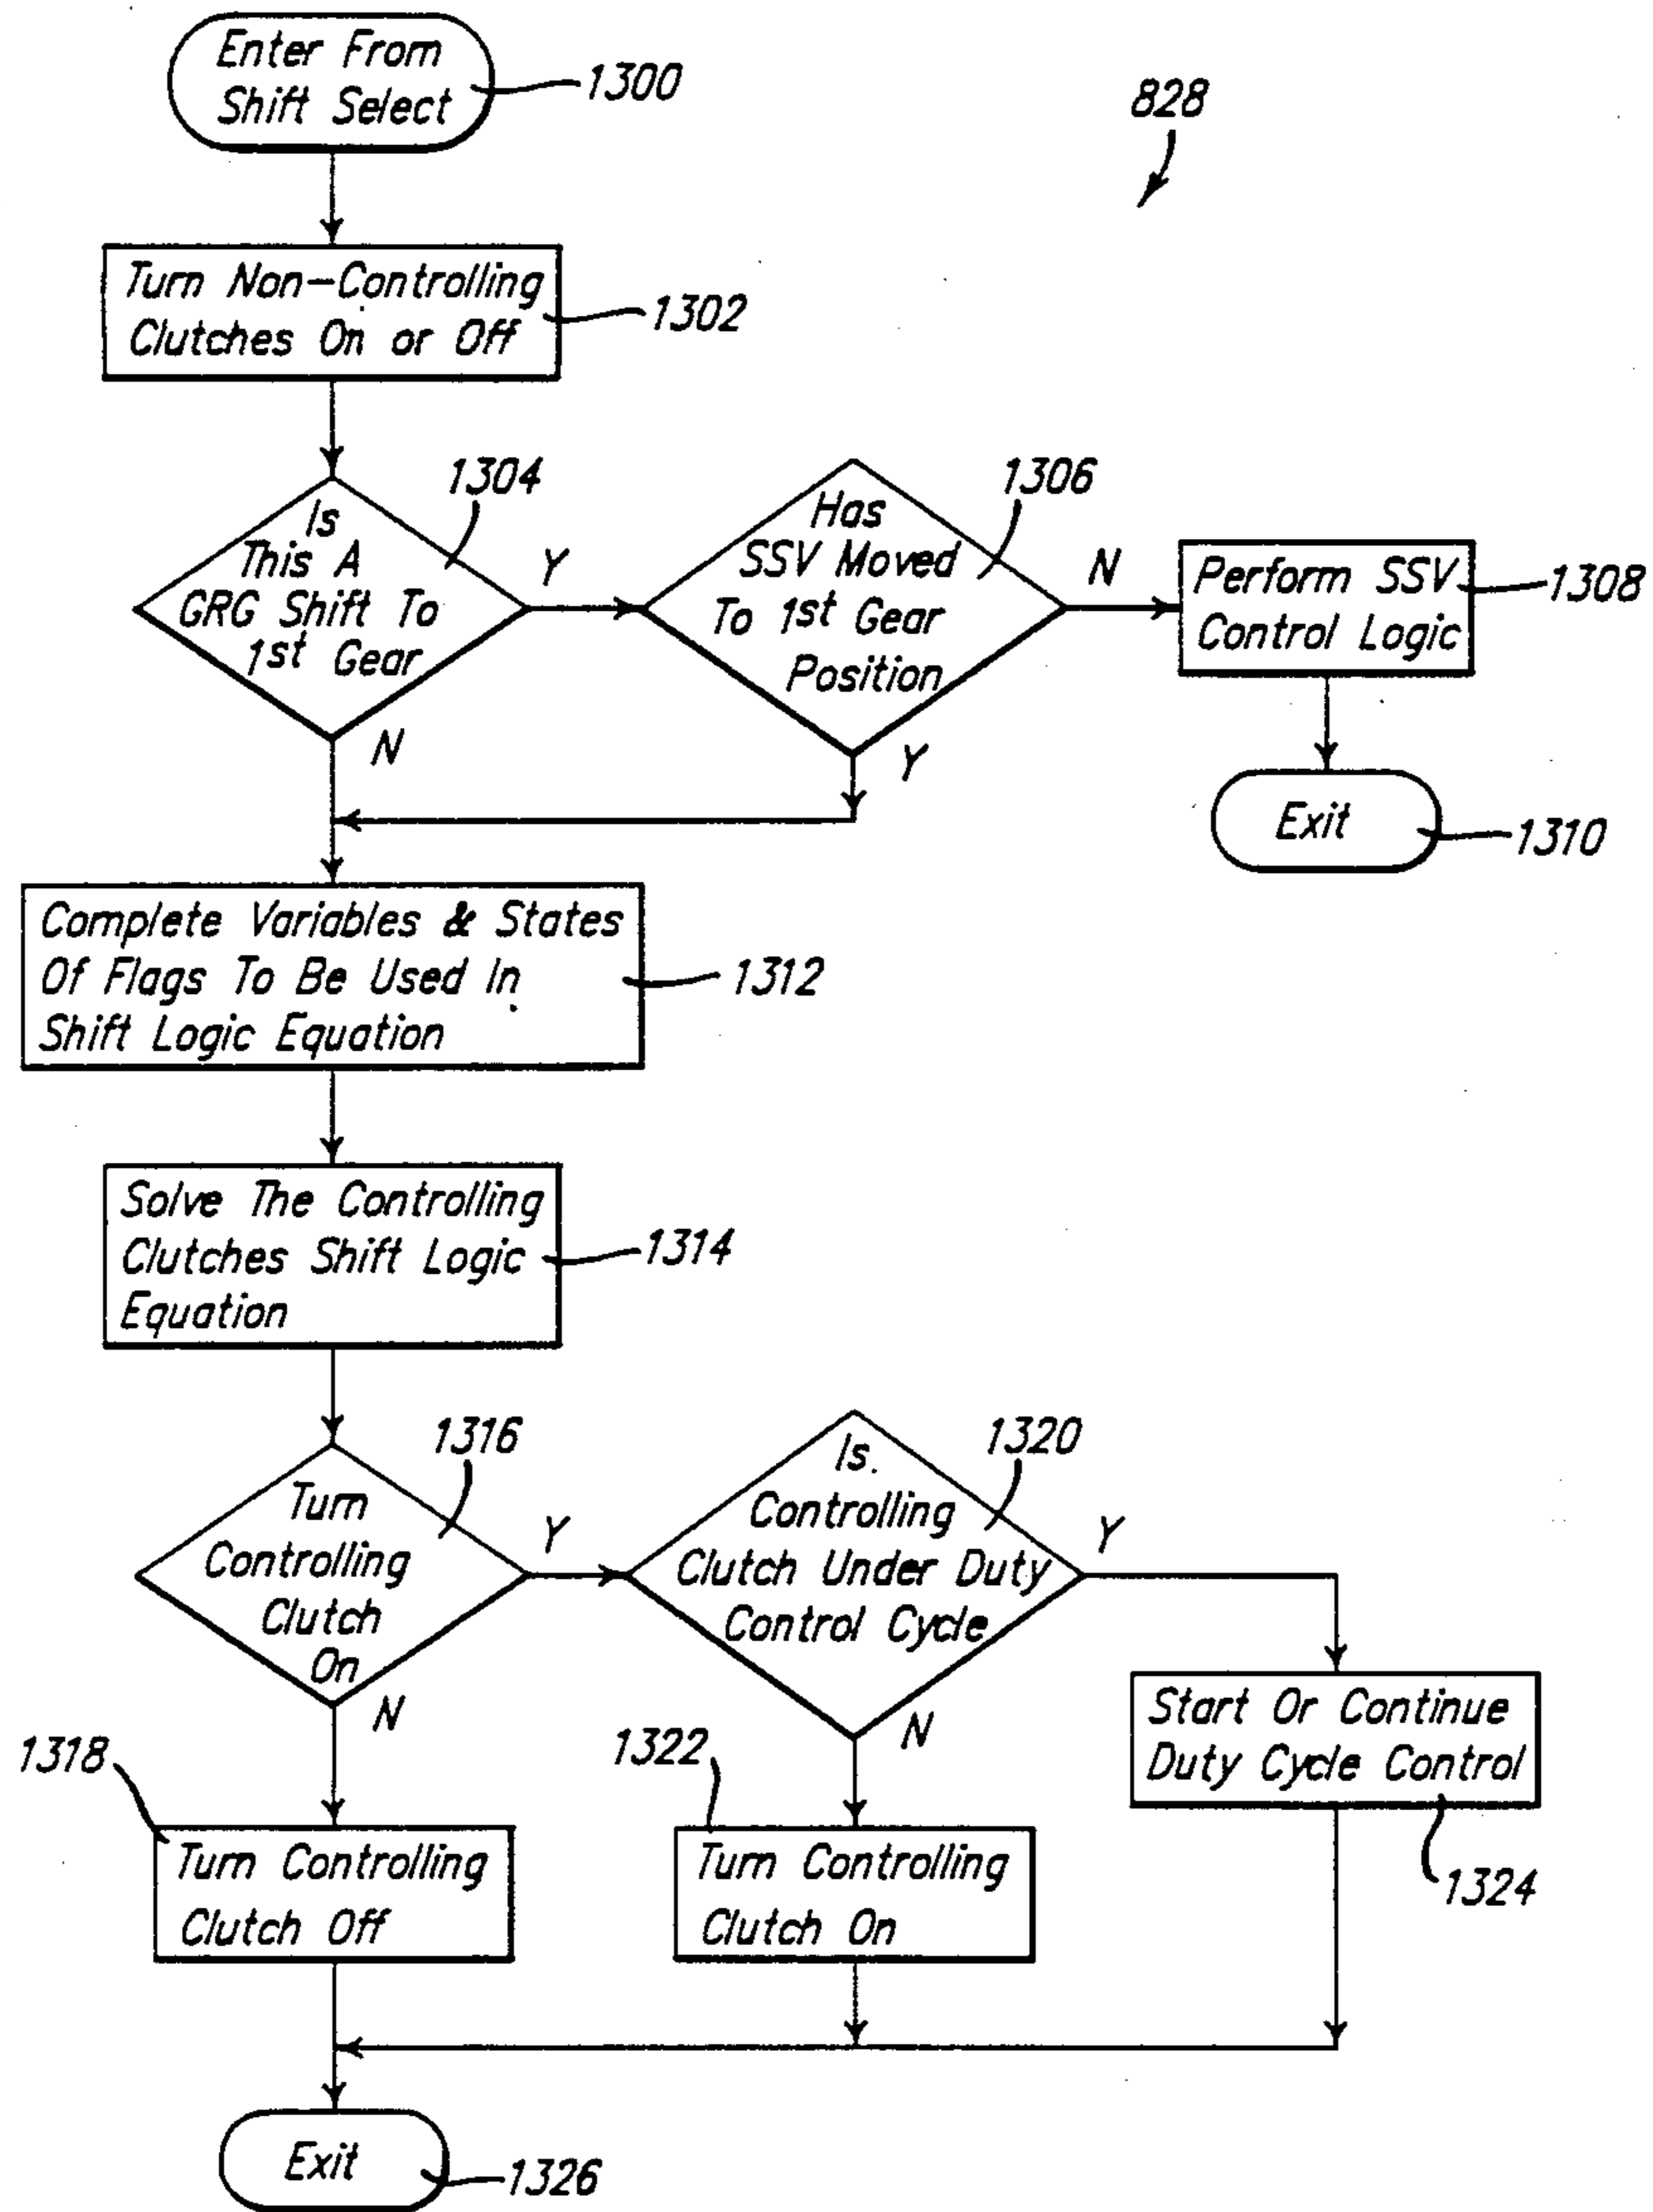 Enter From
Shift Select
1300
828
Turn Non-Controlling
Clutches On or Off
1302
1304
Is
This A
GRG Shift To
1st Gear
Y
N
1306
Has
SSV Moved
To 1st Gear
Position
N
Y
Perform SSV
Control Logic
1308
Exit
1310
Complete Variables & States
Of Flags To Be Used In
Shift Logic Equation
1312
Solve The Controlling
Clutches Shift Logic
Equation
1314
1316
Turn
Controlling
Clutch
On
Y
N
1320
Is
Controlling
Clutch Under Duty
Control Cycle
Y
N
1318
Turn Controlling
Clutch Off
1322
Turn Controlling
Clutch On
Start Or Continue
Duty Cycle Control
1324
Exit
1326